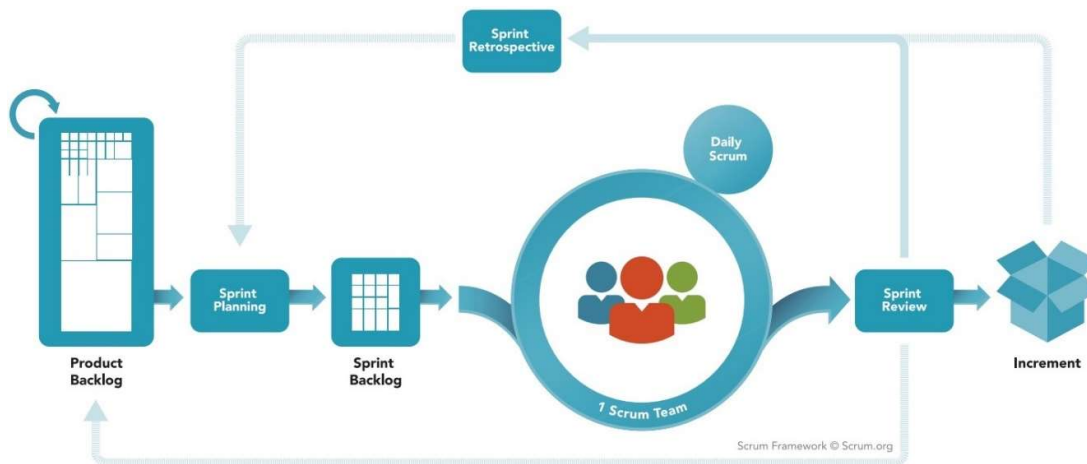 Sprint
Retrospective
Daily
Scrum
Sprint
Planning
Sprint
Review
Product
Backlog
Sprint
Backlog
Increment
1 Scrum Team
Scrum Framework © Scrum.org